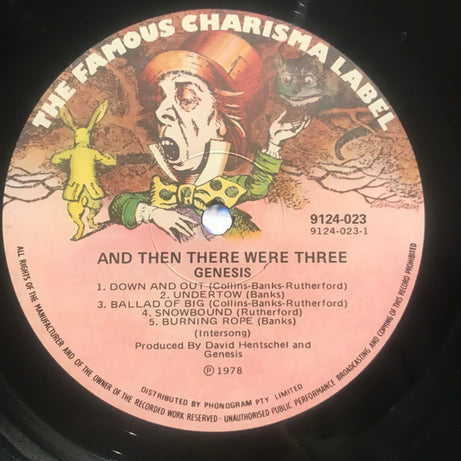 THE FAMOUS CHARISMA LABEL
9124-023
9124-023-1
AND THEN THERE WERE THREE
GENESIS
1. DOWN AND OUT (Collins-Banks-Rutherford)
2. UNDERTOW (Banks)
3. BALLAD OF BIG (Collins-Banks-Rutherford)
4. SNOWBOUND (Rutherford)
5. BURNING ROPE (Banks)
(Intersong)
Produced By David Hentschel and
Genesis
℗ 1978
DISTRIBUTED BY PHONOGRAM PTY LIMITED
ALL RIGHTS OF THE MANUFACTURER AND OF THE OWNER OF THE RECORDED WORK RESERVED · UNAUTHORISED PUBLIC PERFORMANCE BROADCASTING AND COPYING OF THIS RECORD PROHIBITED